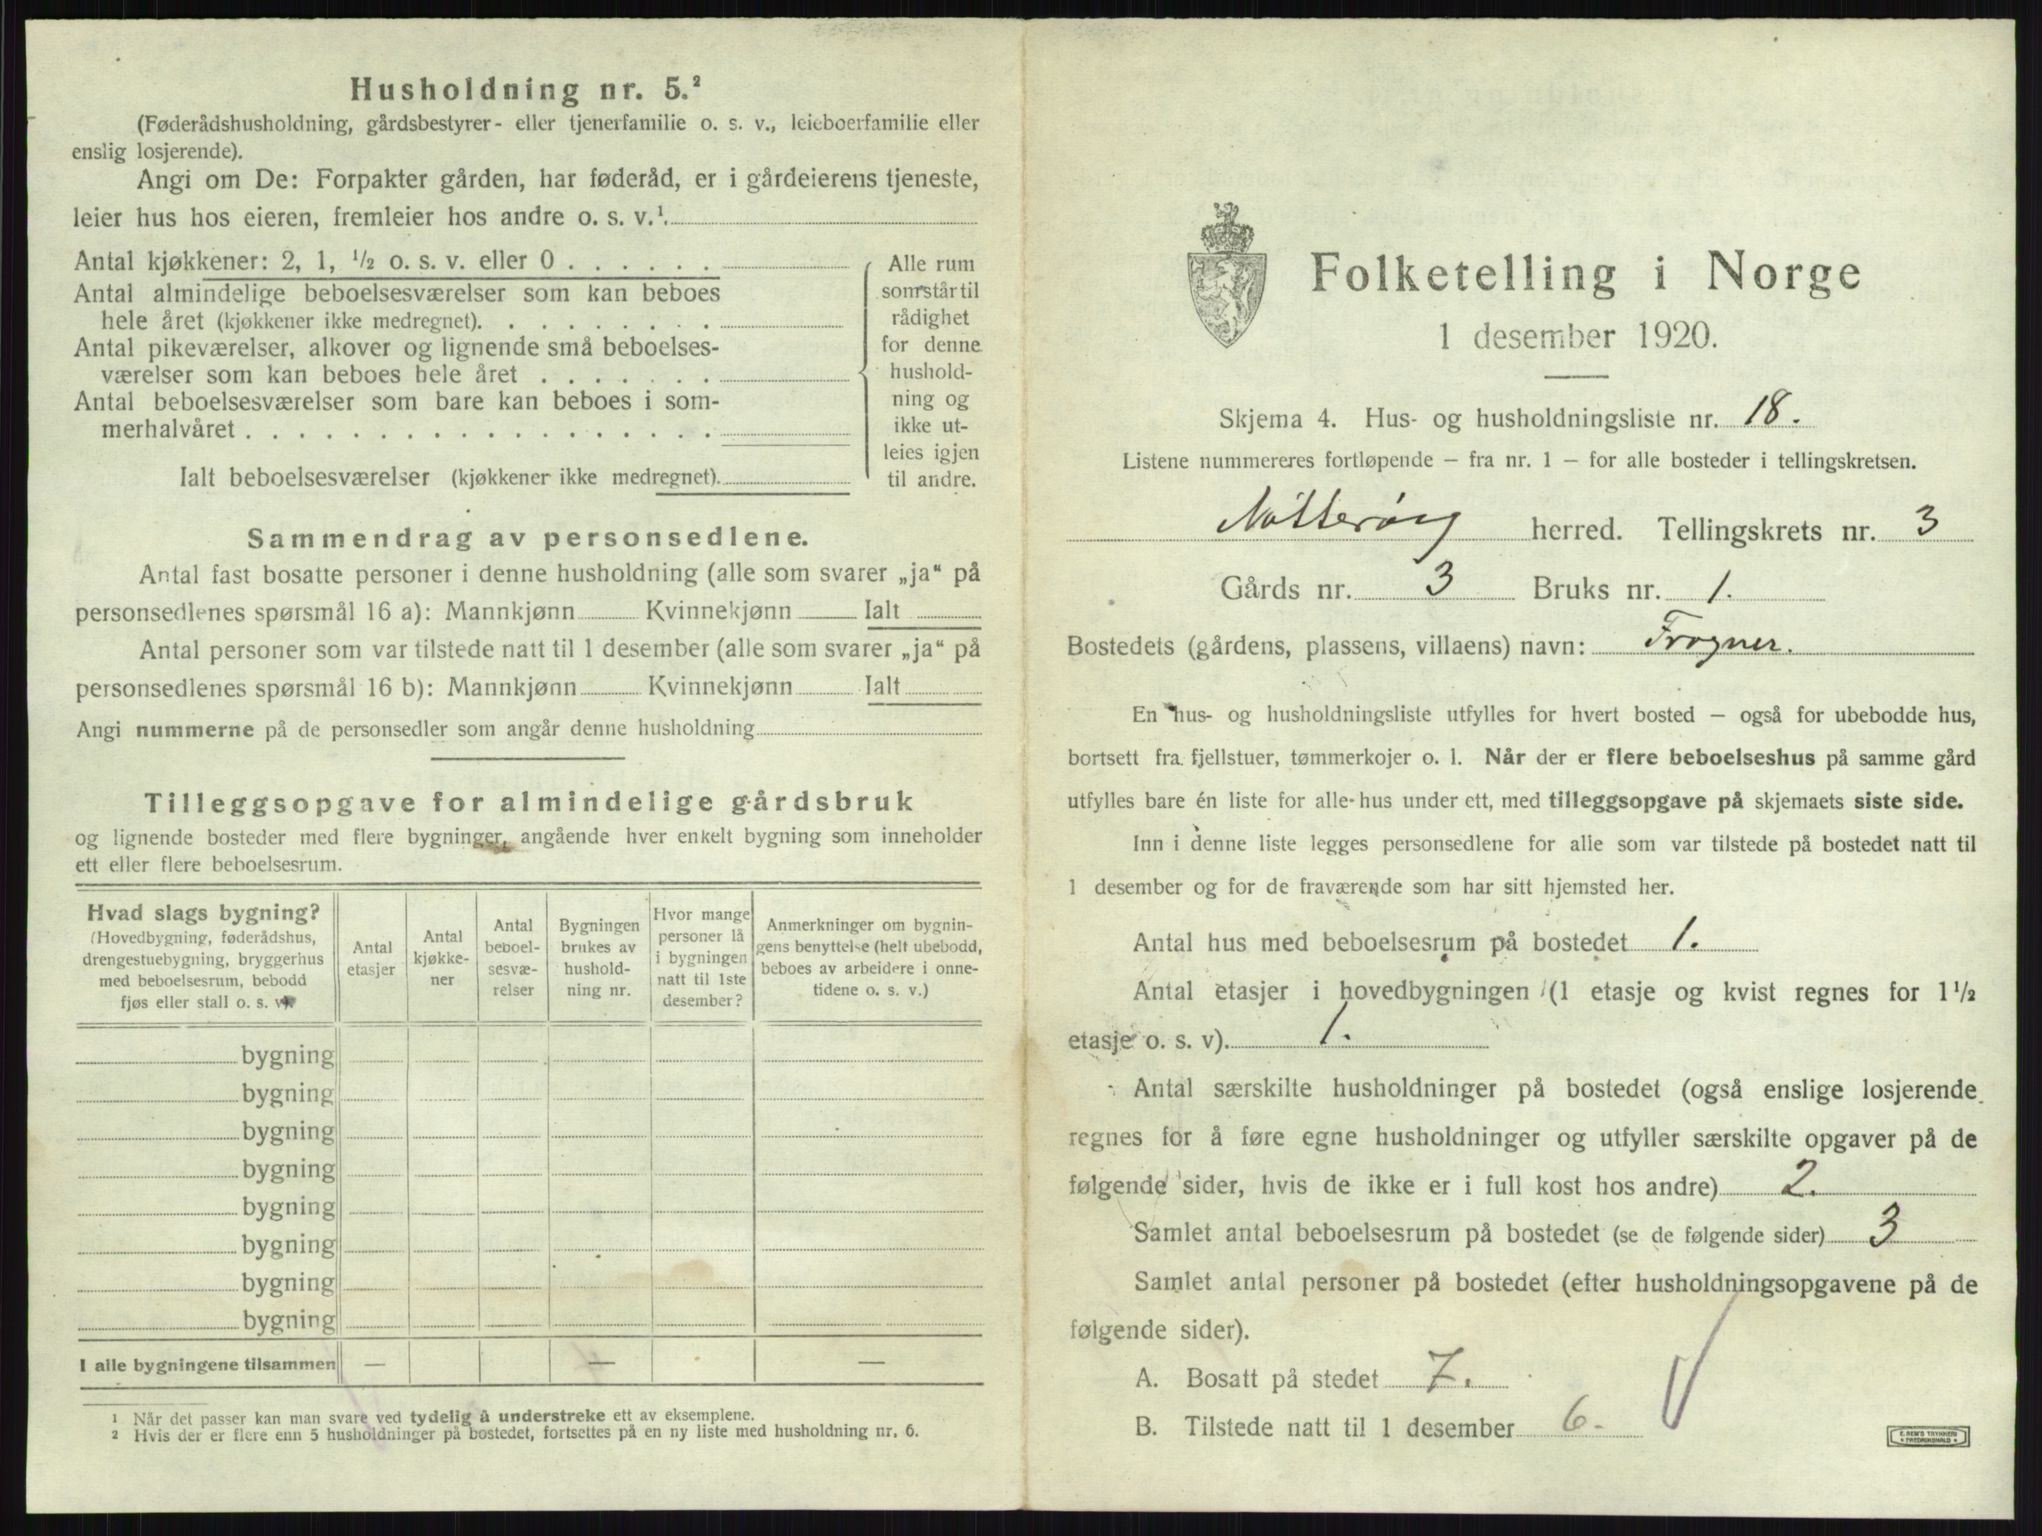 Husholdning nr. 5.²
(Føderådshusholdning, gårdsbestyrer- eller tjenerfamilie o. s. v., leieboerfamilie eller
enslig losjerende).
Angi om De: Forpakter gården, har føderåd, er i gårdeierens tjeneste,
leier hus hos eieren, fremleier hos andre o. s. v.¹.
Antal kjøkkener: 2, 1, ½ o. s. v. eller 0 . . . . . .
Antal almindelige beboelsesværelser som kan beboes
hele året (kjøkkener ikke medregnet). . . . . . . . .
Antal pikeværelser, alkover og lignende små beboelses-
værelser som kan beboes hele året . . . . . . .
Antal beboelsesværelser som bare kan beboes i som-
merhalvåret . . . . . . . . . . . . . . . . . .
Ialt beboelsesværelser (kjøkkener ikke medregnet).
Alle rum
som står til
rådighet
for denne
hushold-
ning og
ikke ut-
leies igjen
til andre.
Sammendrag av personsedlene.
Antal fast bosatte personer i denne husholdning (alle som svarer „ja“ på
personsedlenes spørsmål 16 a): Mannkjønn Kvinnekjønn Ialt
Antal personer som var tilstede natt til 1 desember (alle som svarer „ja“ på
personsedlenes spørsmål 16 b): Mannkjønn Kvinnekjønn Ialt
Angi nummerne på de personsedler som angår denne husholdning
Tilleggsopgave for almindelige gårdsbruk
og lignende bosteder med flere bygninger, angående hver enkelt bygning som inneholder
ett eller flere beboelsesrum.
Hvad slags bygning?
(Hovedbygning, føderådshus,
drengestuebygning, bryggerhus
med beboelsesrum, bebodd
fjøs eller stall o. s. v.
Antal
etasjer
Antal
kjøkke-
ner
Antal
beboel-
sesvæ-
relser
Bygningen
brukes av
hushold-
ning nr.
Hvor mange
personer lå
i bygningen
natt til 1ste
desember?
Anmerkninger om bygnin-
gens benyttelse (helt ubebodd,
beboes av arbeidere i onne-
tidene o. s. v.)
bygning
bygning
bygning
bygning
bygning
bygning
bygning
bygning
I alle bygningene tilsammen — — —
¹ Når det passer kan man svare ved tydelig å understreke ett av eksemplene.
² Hvis der er flere enn 5 husholdninger på bostedet, fortsettes på en ny liste med husholdning nr. 6.
Folketelling i Norge
1 desember 1920.
Skjema 4. Hus- og husholdningsliste nr. 18.
Listene nummereres fortløpende – fra nr. 1 – for alle bosteder i tellingskretsen.
Nøtterøy herred. Tellingskrets nr. 3
Gårds nr. 3 Bruks nr. 1.
Bostedets (gårdens, plassens, villaens) navn: Frogner.
En hus- og husholdningsliste utfylles for hvert bosted – også for ubebodde hus,
bortsett fra fjellstuer, tømmerkojer o. l. Når der er flere beboelseshus på samme gård
utfylles bare én liste for alle hus under ett, med tilleggsopgave på skjemaets siste side.
Inn i denne liste legges personsedlene for alle som var tilstede på bostedet natt til
1 desember og for de fraværende som har sitt hjemsted her.
Antal hus med beboelsesrum på bostedet 1.
Antal etasjer i hovedbygningen (1 etasje og kvist regnes for 1½
etasje o. s. v). 1.
Antal særskilte husholdninger på bostedet (også enslige losjerende
regnes for å føre egne husholdninger og utfyller særskilte opgaver på de
følgende sider, hvis de ikke er i full kost hos andre) 2.
Samlet antal beboelsesrum på bostedet (se de følgende sider) 3
Samlet antal personer på bostedet (efter husholdningsopgavene på de
følgende sider).
A. Bosatt på stedet 7.
B. Tilstede natt til 1 desember 6.